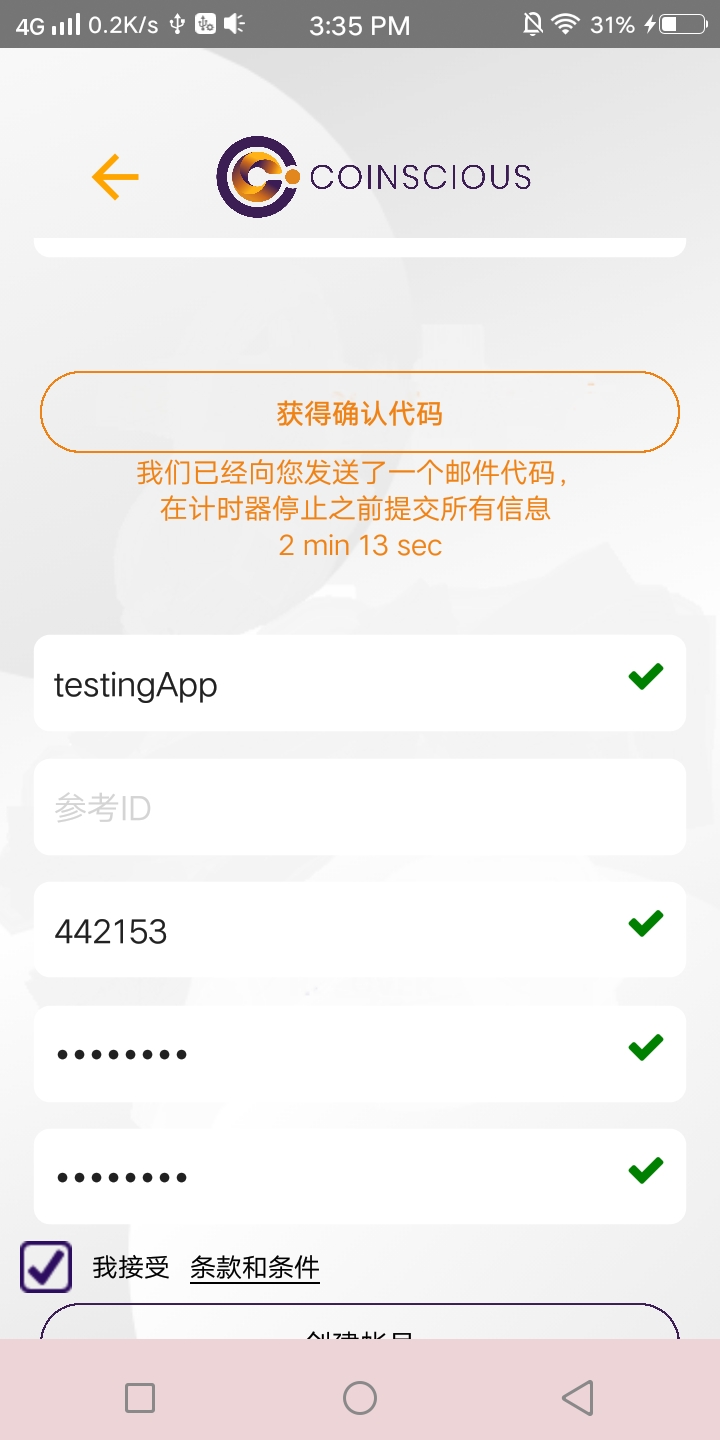 4G 0.2K/s 3:35 PM 31%
COINSCIOUS
获得确认代码
我们已经向您发送了一个邮件代码，
在计时器停止之前提交所有信息
2 min 13 sec
testingApp
参考ID
442153
••••••••
••••••••
我接受 条款和条件